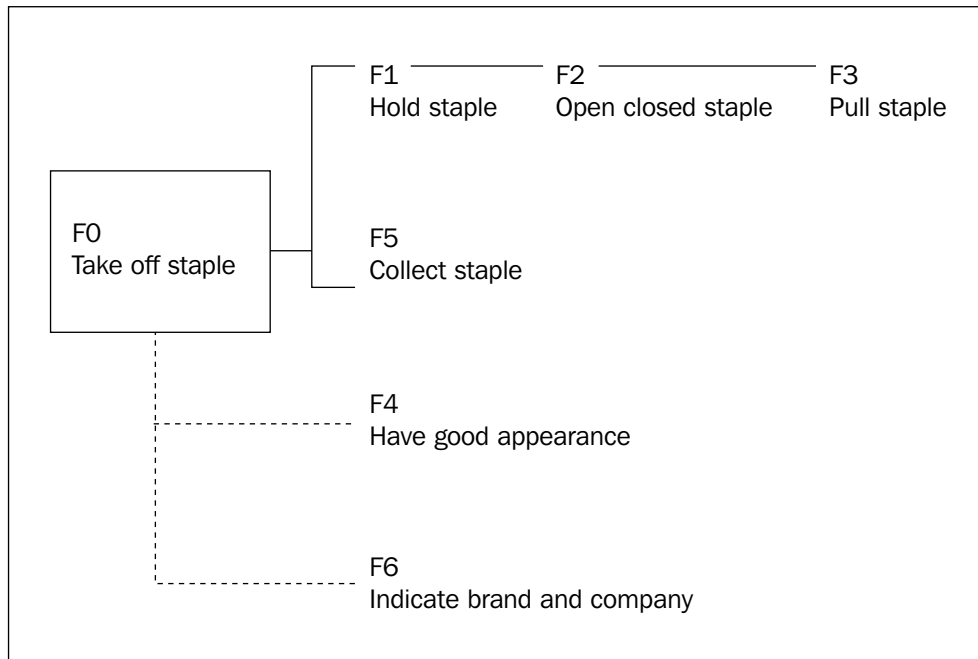 F1
Hold staple
F2
Open closed staple
F3
Pull staple
F0
Take off staple
F5
Collect staple
F4
Have good appearance
F6
Indicate brand and company